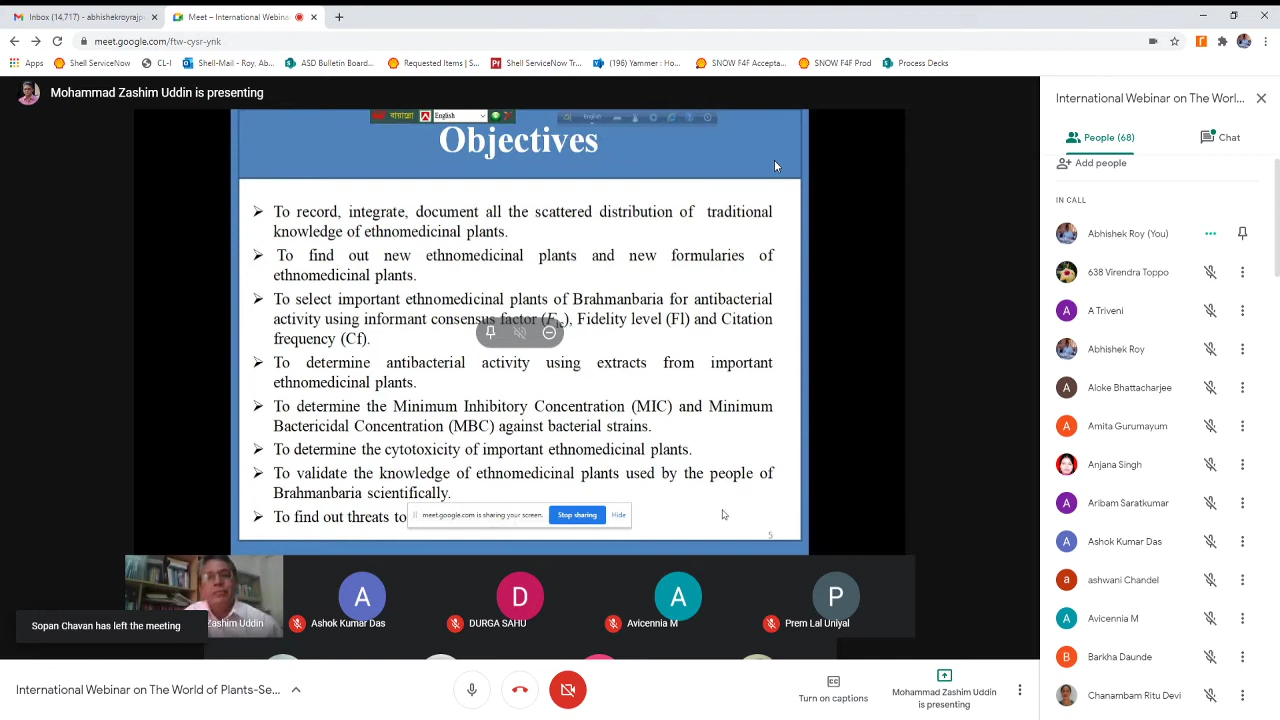 Inbox (14,717) - abhishekroyrajp
Meet – International Webina
meet.google.com/ftw-cysr-ynk
Apps
Shell ServiceNow
CL-I
Shell-Mail - Roy, Ab...
ASD Bulletin Board...
Requested Items | S...
Shell ServiceNow Tr...
(196) Yammer : Ho...
SNOW F4F Accepta...
SNOW F4F Prod
Process Decks
Mohammad Zashim Uddin is presenting
বায়ান্নো
English
English
Objectives
➢ To record, integrate, document all the scattered distribution of traditional
knowledge of ethnomedicinal plants.
➢ To find out new ethnomedicinal plants and new formularies of
ethnomedicinal plants.
➢ To select important ethnomedicinal plants of Brahmanbaria for antibacterial
activity using informant consensus factor (Fic), Fidelity level (Fl) and Citation
frequency (Cf).
➢ To determine antibacterial activity using extracts from important
ethnomedicinal plants.
➢ To determine the Minimum Inhibitory Concentration (MIC) and Minimum
Bactericidal Concentration (MBC) against bacterial strains.
➢ To determine the cytotoxicity of important ethnomedicinal plants.
➢ To validate the knowledge of ethnomedicinal plants used by the people of
Brahmanbaria scientifically.
➢ To find out threats to
meet.google.com is sharing your screen.
Stop sharing
Hide
5
A
D
A
P
Zashim Uddin
Ashok Kumar Das
DURGA SAHU
Avicennia M
Prem Lal Uniyal
Sopan Chavan has left the meeting
International Webinar on The World of Plants-Se...
Turn on captions
Mohammad Zashim Uddin
is presenting
International Webinar on The Worl...
People (68)
Chat
Add people
IN CALL
Abhishek Roy (You)
638 Virendra Toppo
A
A Triveni
Abhishek Roy
A
Aloke Bhattacharjee
A
Amita Gurumayum
Anjana Singh
A
Aribam Saratkumar
A
Ashok Kumar Das
a
ashwani Chandel
A
Avicennia M
B
Barkha Daunde
Chanambam Ritu Devi